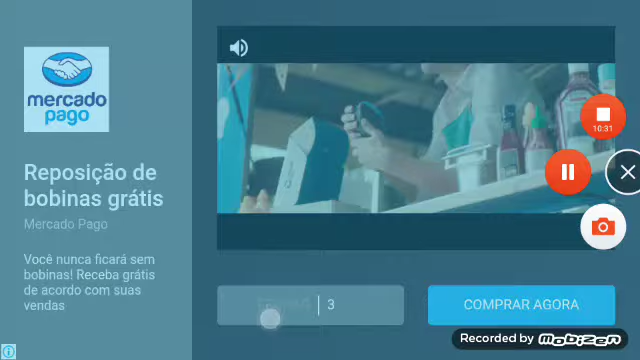 mercado
pago
Reposição de
bobinas grátis
Mercado Pago
Você nunca ficará sem
bobinas! Receba grátis
de acordo com suas
vendas
3
COMPRAR AGORA
10:31
Recorded by MOBIZEN